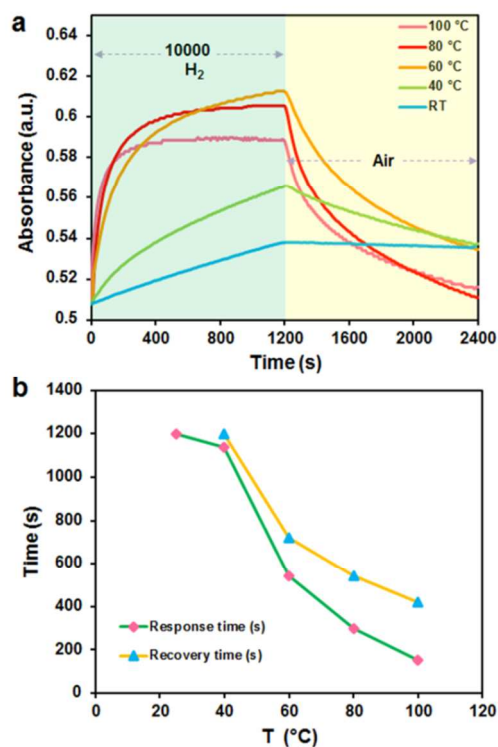 a
0.64
0.62
0.6
0.58
0.56
0.54
0.52
0.5
Absorbance (a.u.)
10000
H2
Air
100 °C
80 °C
60 °C
40 °C
RT
0
400
800
1200
1600
2000
2400
Time (s)
b
1400
1200
1000
800
600
400
200
0
Time (s)
Response time (s)
Recovery time (s)
0
20
40
60
80
100
120
T (°C)